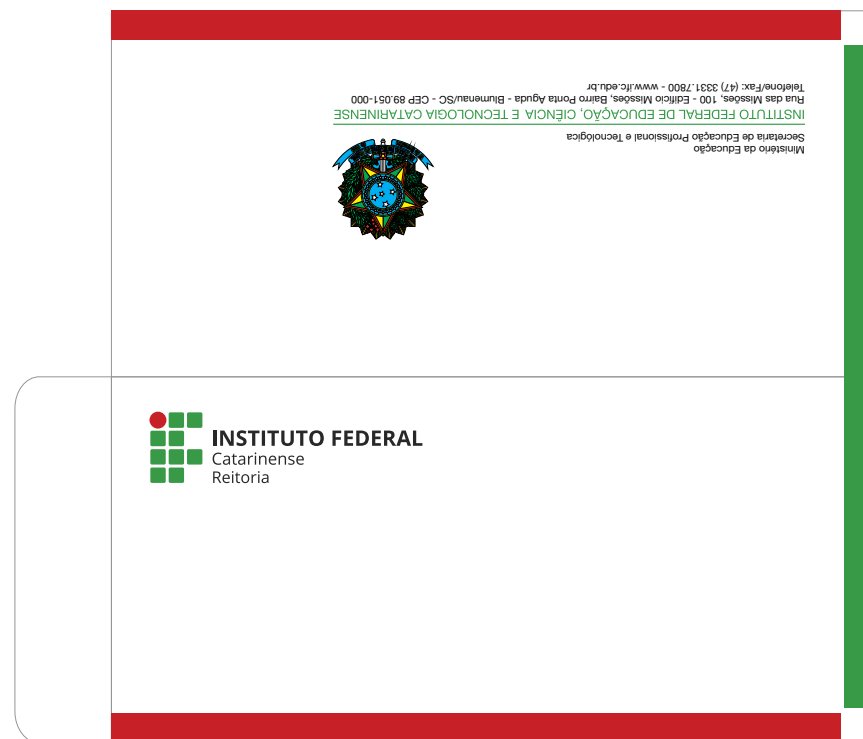 Ministério da Educação
Secretaria de Educação Profissional e Tecnológica
INSTITUTO FEDERAL DE EDUCAÇÃO, CIÊNCIA E TECNOLOGIA CATARINENSE
Rua das Missões, 100 - Edifício Missões, Bairro Ponta Aguda - Blumenau/SC - CEP 89.051-000
Telefone/Fax: (47) 3331.7800 - www.ifc.edu.br
INSTITUTO FEDERAL
Catarinense
Reitoria